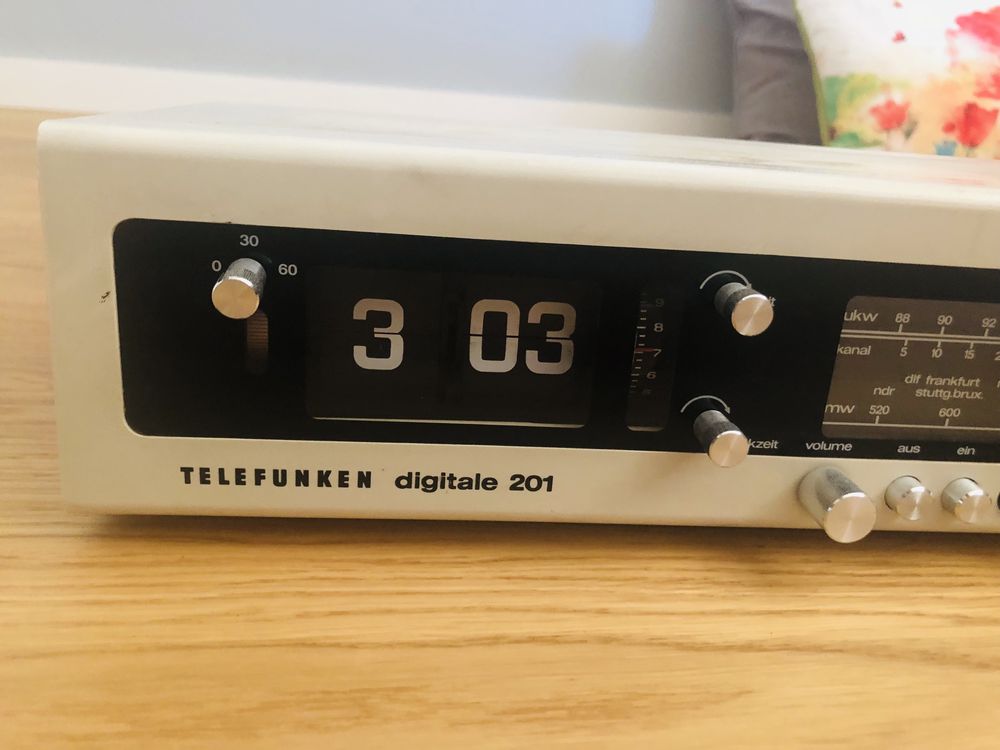 30
0 60
3 03
9
8
7
6
ukw 88 90 92
kanal 5 10 15
dlf frankfurt
ndr stuttg.brux.
mw 520 600
volume aus ein
TELEFUNKEN digitale 201